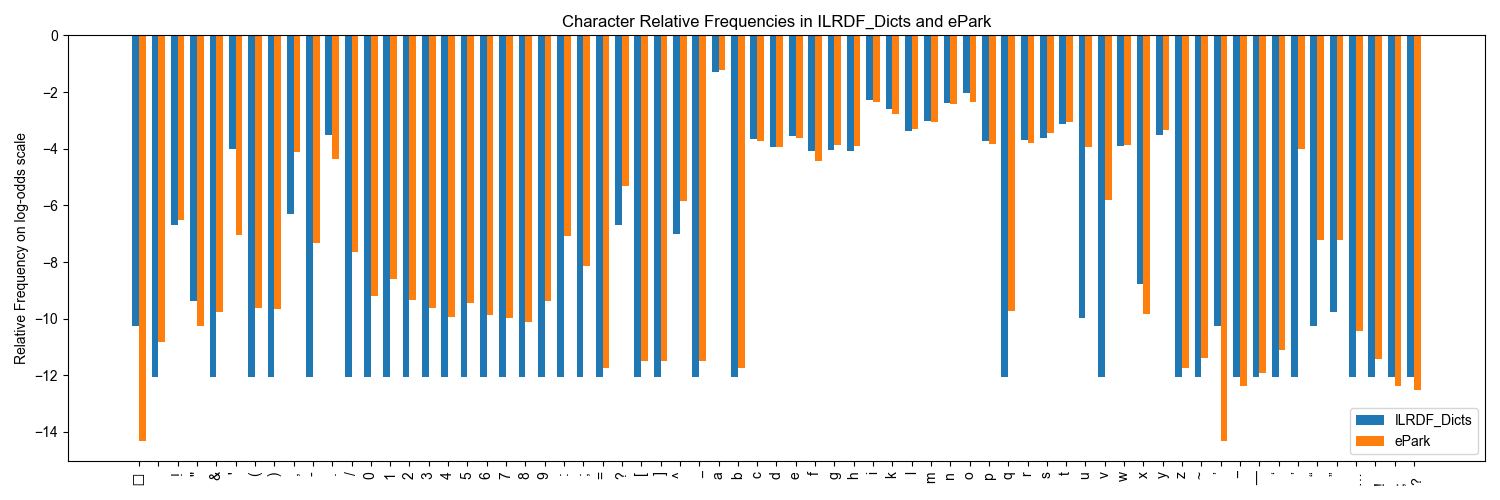 Character Relative Frequencies in ILRDF_Dicts and ePark
Relative Frequency on log-odds scale
0
−2
−4
−6
−8
−10
−12
−14
□ ! " & ' ( ) , - . / 0 1 2 3 4 5 6 7 8 9 : ; = ? [ ] ^ _ a b c d e f g h i k l m n o p q r s t u v w x y z ~ ’ – — ‘ ’ “ ” … ! ?
ILRDF_Dicts
ePark